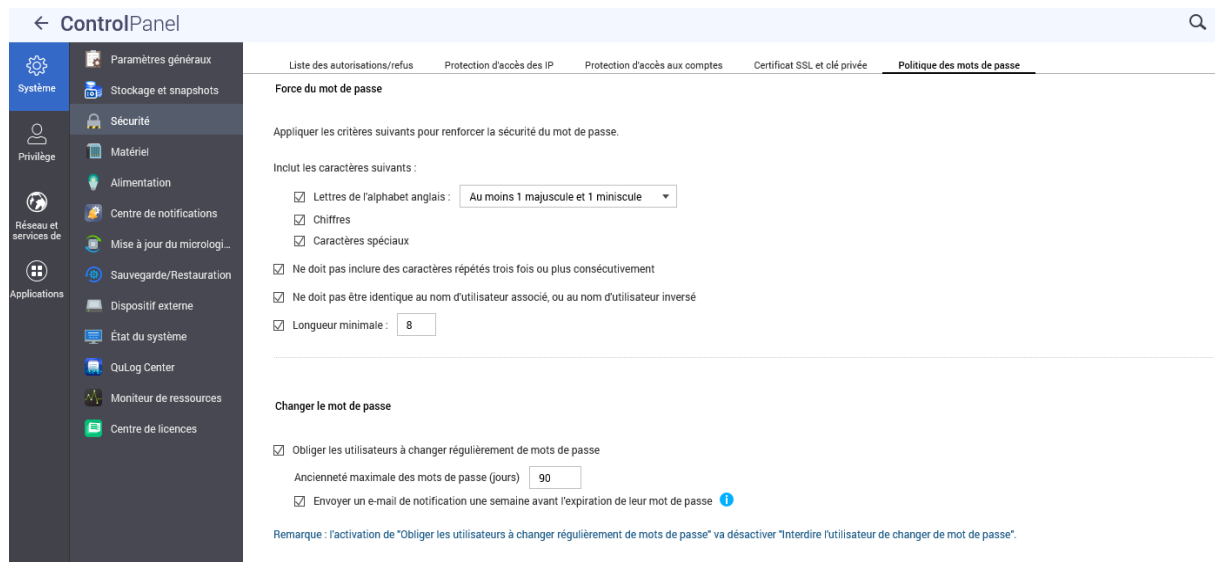 ControlPanel
Système
Privilège
Réseau et
services de
Applications
Paramètres généraux
Stockage et snapshots
Sécurité
Matériel
Alimentation
Centre de notifications
Mise à jour du micrologi...
Sauvegarde/Restauration
Dispositif externe
État du système
QuLog Center
Moniteur de ressources
Centre de licences
Liste des autorisations/refus Protection d'accès des IP Protection d'accès aux comptes Certificat SSL et clé privée Politique des mots de passe
Force du mot de passe
Appliquer les critères suivants pour renforcer la sécurité du mot de passe.
Inclut les caractères suivants :
Lettres de l'alphabet anglais : Au moins 1 majuscule et 1 miniscule
Chiffres
Caractères spéciaux
Ne doit pas inclure des caractères répétés trois fois ou plus consécutivement
Ne doit pas être identique au nom d'utilisateur associé, ou au nom d'utilisateur inversé
Longueur minimale : 8
Changer le mot de passe
Obliger les utilisateurs à changer régulièrement de mots de passe
Ancienneté maximale des mots de passe (jours) 90
Envoyer un e-mail de notification une semaine avant l'expiration de leur mot de passe
Remarque : l'activation de "Obliger les utilisateurs à changer régulièrement de mots de passe" va désactiver "Interdire l'utilisateur de changer de mot de passe".